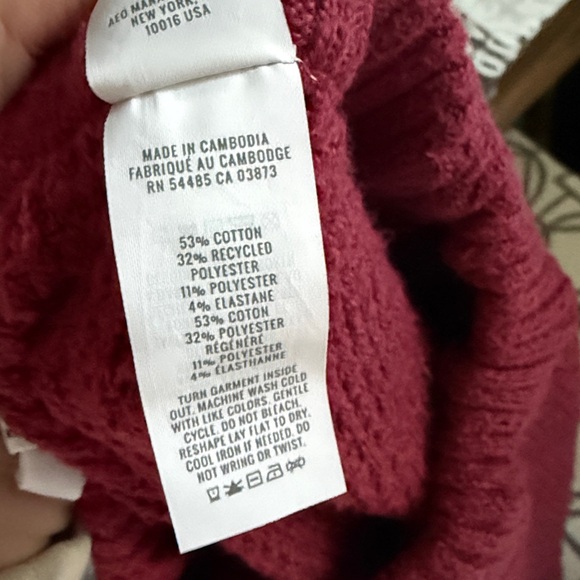 AEO
NEW YORK,
10016 USA
MADE IN CAMBODIA
FABRIQUÉ AU CAMBODGE
RN 54485 CA 03873
53% COTTON
32% RECYCLED
POLYESTER
11% POLYESTER
4% ELASTANE
53% COTON
32% POLYESTER
RÉGÉNÉRÉ
11% POLYESTER
4% ÉLASTHANNE
TURN GARMENT INSIDE
OUT. MACHINE WASH COLD
WITH LIKE COLORS, GENTLE
CYCLE. DO NOT BLEACH.
RESHAPE LAY FLAT TO DRY.
COOL IRON IF NEEDED. DO
NOT WRING OR TWIST.